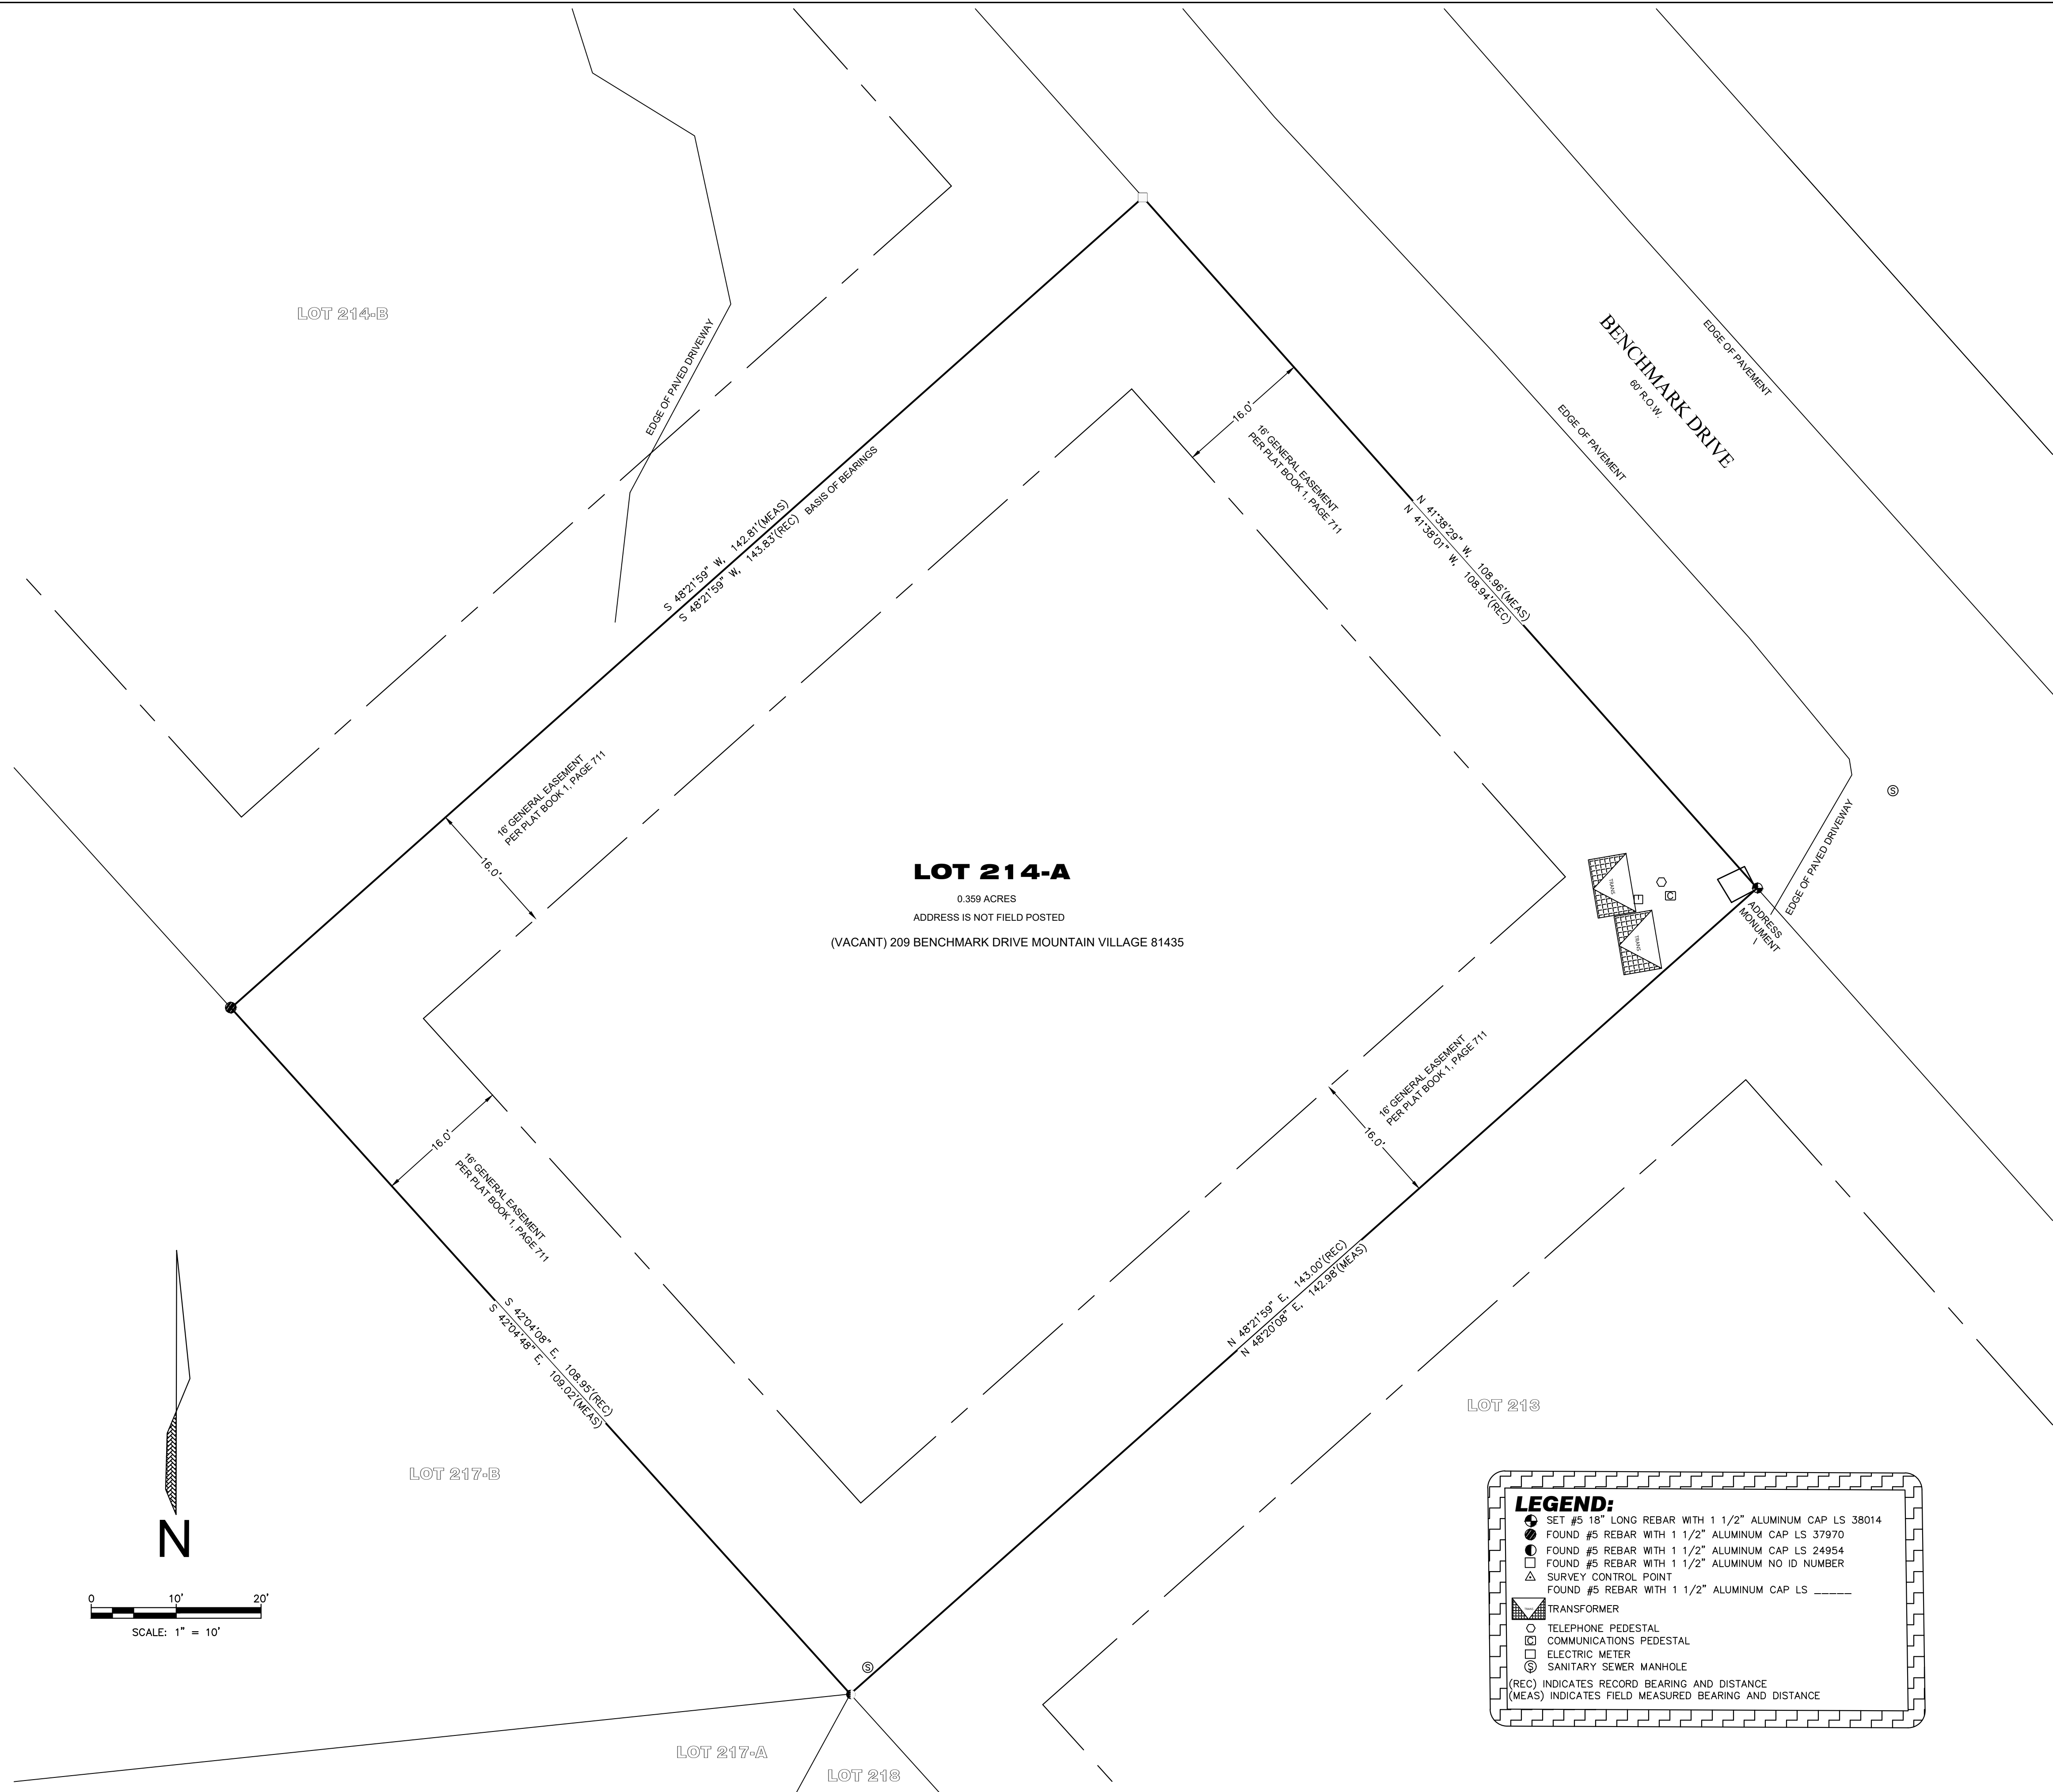 LOT 214-B
EDGE OF PAVED DRIVEWAY
BENCHMARK DRIVE
60' R.O.W.
EDGE OF PAVEMENT
EDGE OF PAVEMENT
16.0'
16' GENERAL EASEMENT
PER PLAT BOOK 1, PAGE 711
S 48°21'59" W, 142.81'(MEAS)
S 48°21'59" W, 143.83'(REC) BASIS OF BEARINGS
N 41°38'29" W, 108.96'(MEAS)
N 41°38'01" W, 108.94'(REC)
16' GENERAL EASEMENT
PER PLAT BOOK 1, PAGE 711
16.0'
LOT 214-A
0.359 ACRES
ADDRESS IS NOT FIELD POSTED
(VACANT) 209 BENCHMARK DRIVE MOUNTAIN VILLAGE 81435
TRANS
TRANS
C
S
EDGE OF PAVED DRIVEWAY
ADDRESS
MONUMENT
16' GENERAL EASEMENT
PER PLAT BOOK 1, PAGE 711
16.0'
16.0'
16' GENERAL EASEMENT
PER PLAT BOOK 1, PAGE 711
N 48°21'59" E, 143.00'(REC)
N 48°20'08" E, 142.98'(MEAS)
S 42°04'08" E, 108.95'(REC)
S 42°04'48" E, 109.02'(MEAS)
LOT 213
LOT 217-B
N
0 10' 20'
SCALE: 1" = 10'
S
LOT 217-A
LOT 218
LEGEND:
SET #5 18" LONG REBAR WITH 1 1/2" ALUMINUM CAP LS 38014
FOUND #5 REBAR WITH 1 1/2" ALUMINUM CAP LS 37970
FOUND #5 REBAR WITH 1 1/2" ALUMINUM CAP LS 24954
FOUND #5 REBAR WITH 1 1/2" ALUMINUM NO ID NUMBER
SURVEY CONTROL POINT
FOUND #5 REBAR WITH 1 1/2" ALUMINUM CAP LS _____
TRANSFORMER
TELEPHONE PEDESTAL
C COMMUNICATIONS PEDESTAL
ELECTRIC METER
S SANITARY SEWER MANHOLE
(REC) INDICATES RECORD BEARING AND DISTANCE
(MEAS) INDICATES FIELD MEASURED BEARING AND DISTANCE